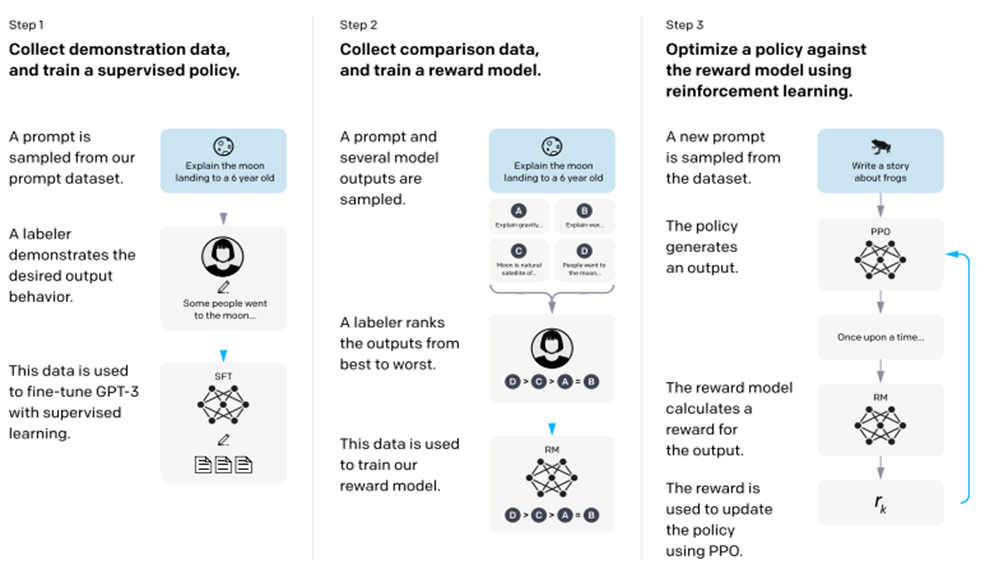 Step 1
Collect demonstration data,
and train a supervised policy.
A prompt is
sampled from our
prompt dataset.
Explain the moon
landing to a 6 year old
A labeler
demonstrates the
desired output
behavior.
Some people went
to the moon...
This data is used
to fine-tune GPT-3
with supervised
learning.
SFT
Step 2
Collect comparison data,
and train a reward model.
A prompt and
several model
outputs are
sampled.
Explain the moon
landing to a 6 year old
A
Explain gravity...
B
Explain war...
C
Moon is natural
satellite of...
D
People went to
the moon...
A labeler ranks
the outputs from
best to worst.
D > C > A = B
This data is used
to train our
reward model.
RM
D > C > A = B
Step 3
Optimize a policy against
the reward model using
reinforcement learning.
A new prompt
is sampled from
the dataset.
Write a story
about frogs
The policy
generates
an output.
PPO
Once upon a time...
The reward model
calculates a
reward for
the output.
RM
The reward is
used to update
the policy
using PPO.
rk